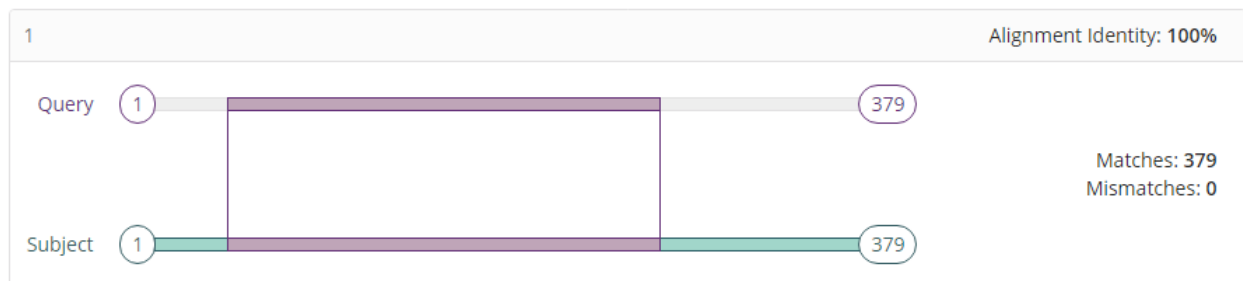 1 Alignment Identity: 100%
Query 1 379
Matches: 379
Mismatches: 0
Subject 1 379